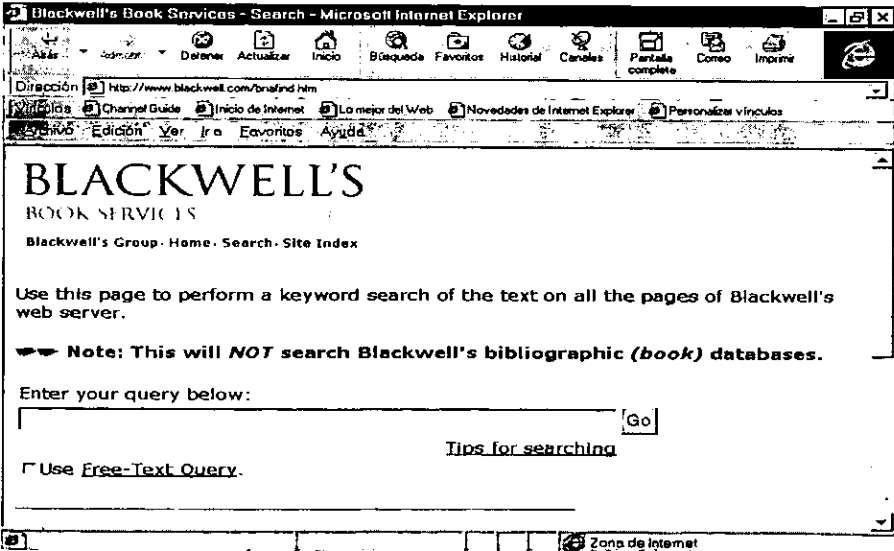 Blackwell's Book Services - Search - Microsoft Internet Explorer
Atrás Adelante Detener Actualizar Inicio Búsqueda Favoritos Historial Canales Pantalla completa Correo Imprimir
Dirección http://www.blackwell.com/bnafind.htm
Vínculos Channel Guide Inicio de Internet Lo mejor del Web Novedades de Internet Explorer Personalizar vínculos
Archivo Edición Ver Ir a Favoritos Ayuda
BLACKWELL'S
BOOK SERVICES
Blackwell's Group · Home · Search · Site Index
Use this page to perform a keyword search of the text on all the pages of Blackwell's
web server.
Note: This will NOT search Blackwell's bibliographic (book) databases.
Enter your query below:
Go
Tips for searching
Use Free-Text Query.
Zona de Internet